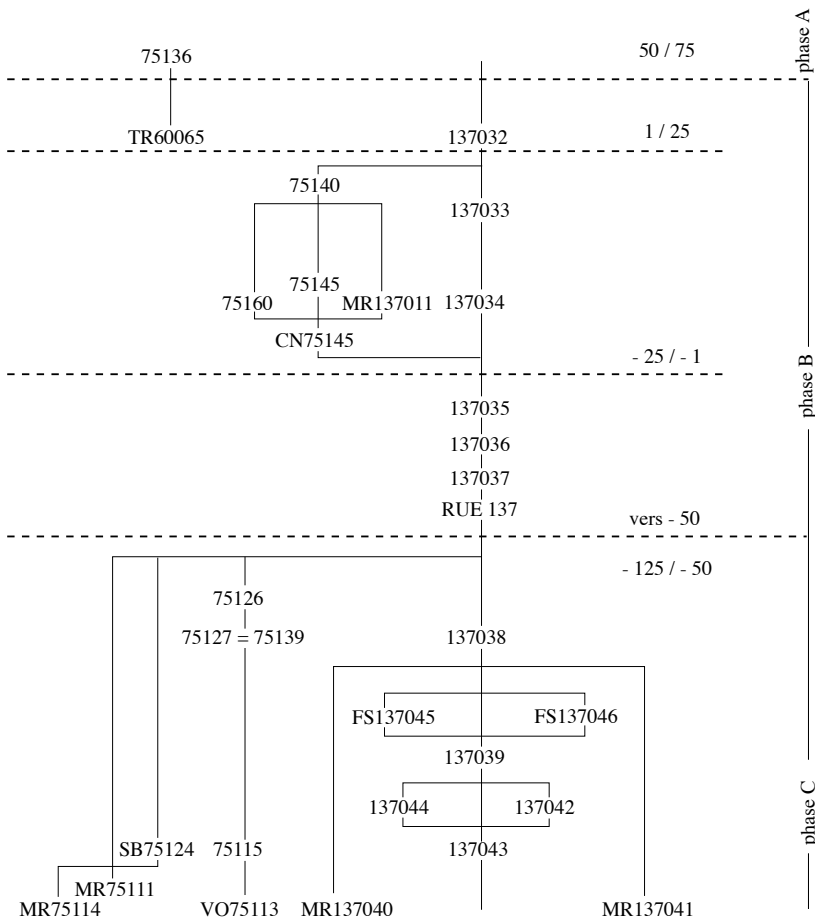 phase A
50 / 75
75136
TR60065
137032
1 / 25
75140
137033
75145
75160
MR137011
137034
CN75145
- 25 / - 1
phase B
137035
137036
137037
RUE 137
vers - 50
- 125 / - 50
75126
75127 = 75139
137038
FS137045
FS137046
137039
137044
137042
phase C
SB75124
75115
137043
MR75111
MR75114
VO75113
MR137040
MR137041